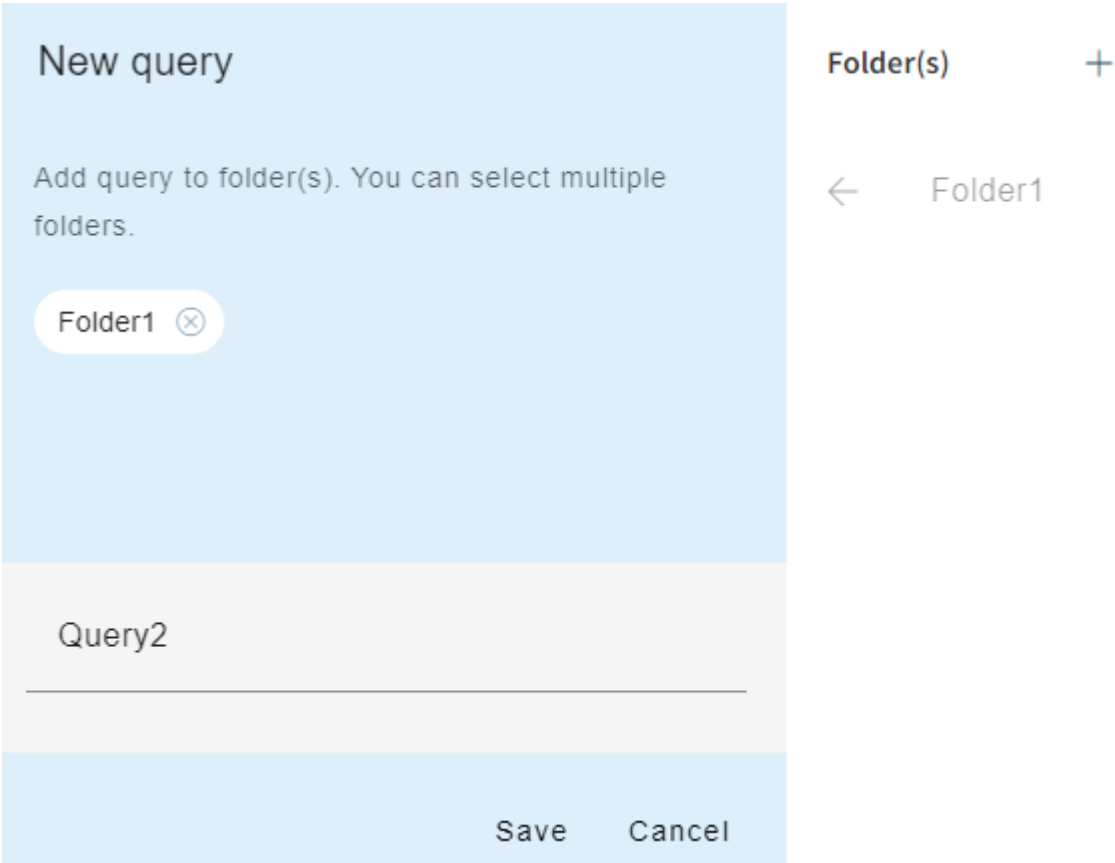 New query
Add query to folder(s). You can select multiple
folders.
Folder1
Query2
Save Cancel
Folder(s)
Folder1